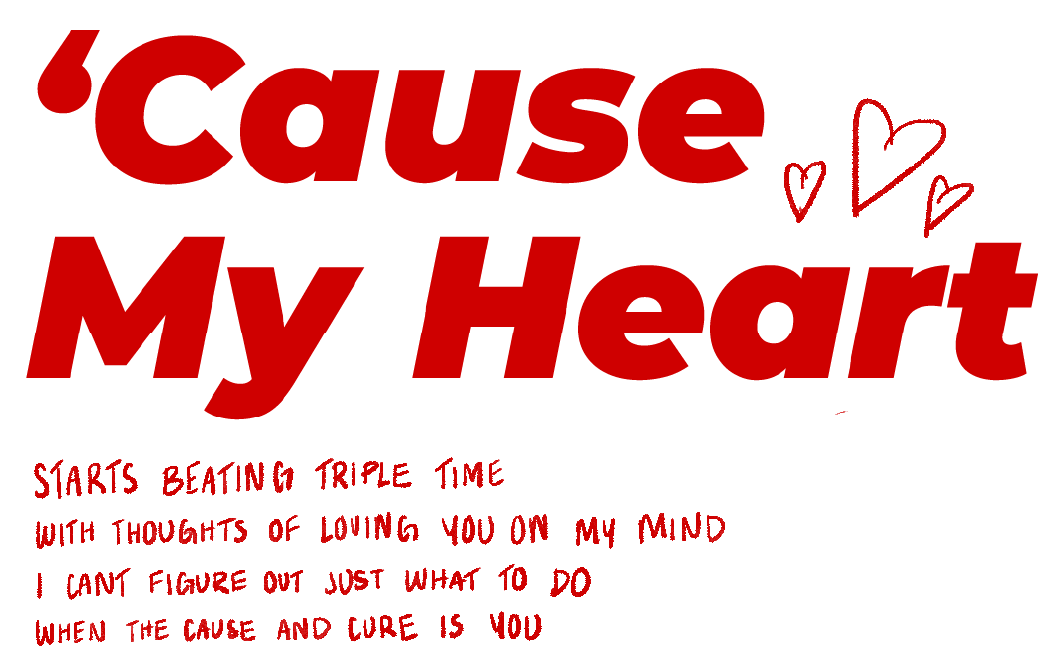 ‘Cause
My Heart
STARTS BEATING TRIPLE TIME
WITH THOUGHTS OF LOVING YOU ON MY MIND
I CANT FIGURE OUT JUST WHAT TO DO
WHEN THE CAUSE AND CURE IS YOU